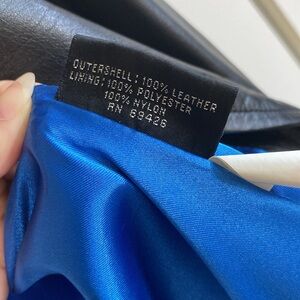 OUTERSHELL: 100% LEATHER
LINING: 100% POLYESTER
100% NYLON
RN 89426